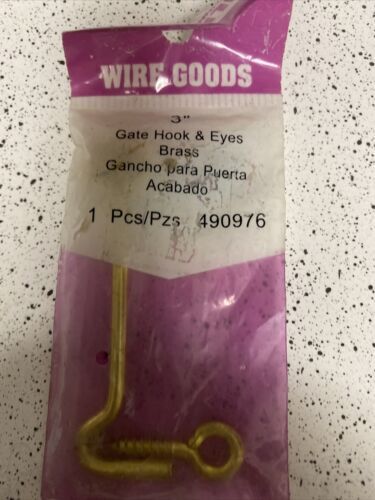 WIRE GOODS
3"
Gate Hook & Eyes
Brass
Gancho para Puerta
Acabado
1 Pcs/Pzs 490976